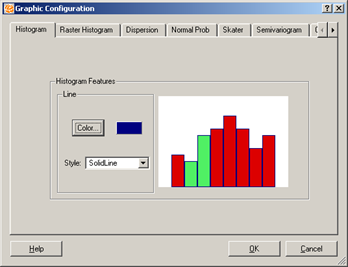 Graphic Configuration
Histogram
Raster Histogram
Dispersion
Normal Prob
Skater
Semivariogram
Histogram Features
Line
Color...
Style:
SolidLine
Help
OK
Cancel